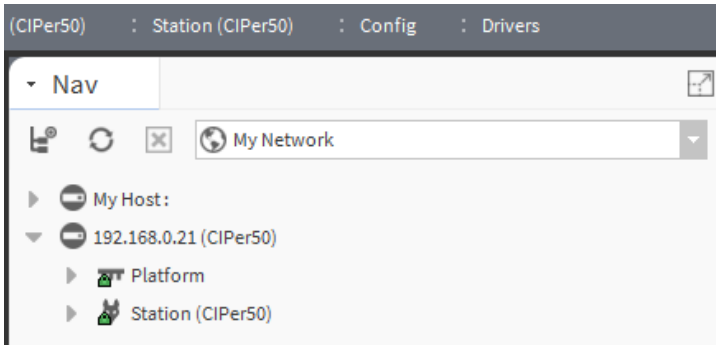 (CIPer50) : Station (CIPer50) : Config : Drivers
Nav
My Network
My Host :
192.168.0.21 (CIPer50)
Platform
Station (CIPer50)